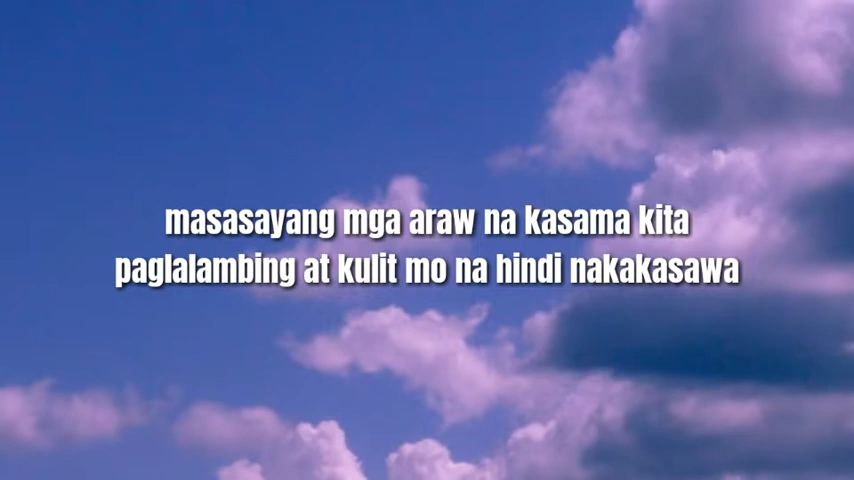 masasayang mga araw na kasama kita
paglalambing at kulit mo na hindi nakakasawa